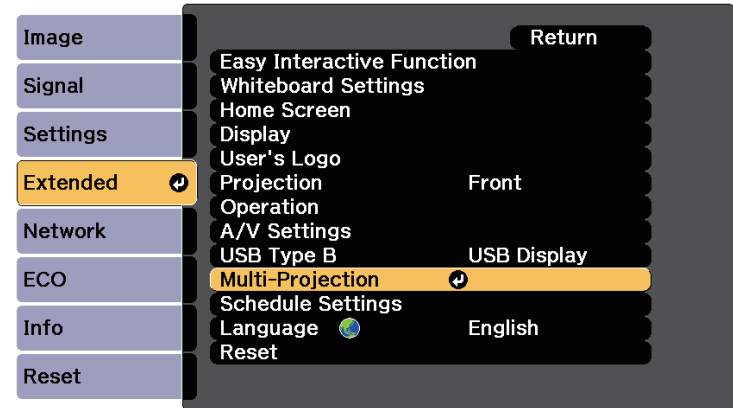 Image
Signal
Settings
Extended
Network
ECO
Info
Reset
Return
Easy Interactive Function
Whiteboard Settings
Home Screen
Display
User's Logo
Projection Front
Operation
A/V Settings
USB Type B USB Display
Multi-Projection
Schedule Settings
Language English
Reset